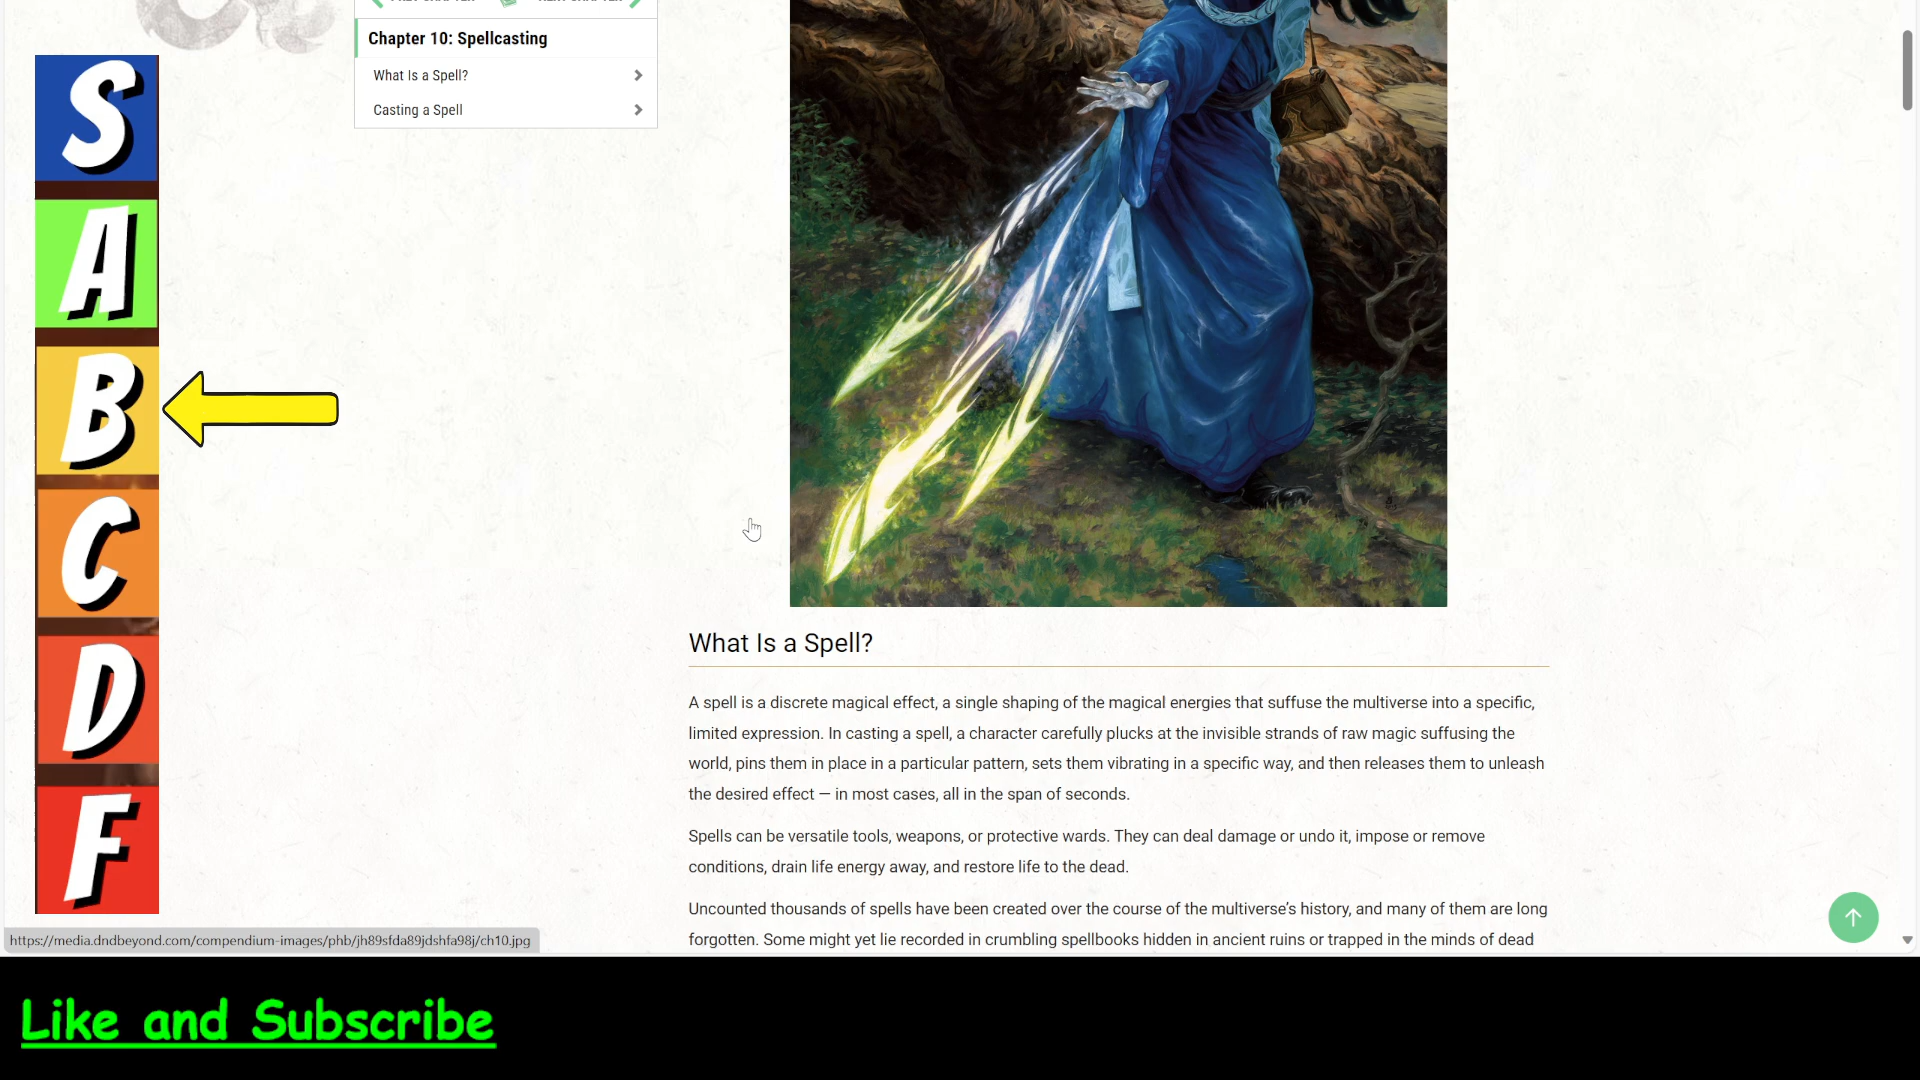 PREV CHAPTER
NEXT CHAPTER
Chapter 10: Spellcasting
What Is a Spell?
Casting a Spell
S
A
B
C
D
F
What Is a Spell?
A spell is a discrete magical effect, a single shaping of the magical energies that suffuse the multiverse into a specific,
limited expression. In casting a spell, a character carefully plucks at the invisible strands of raw magic suffusing the
world, pins them in place in a particular pattern, sets them vibrating in a specific way, and then releases them to unleash
the desired effect — in most cases, all in the span of seconds.
Spells can be versatile tools, weapons, or protective wards. They can deal damage or undo it, impose or remove
conditions, drain life energy away, and restore life to the dead.
Uncounted thousands of spells have been created over the course of the multiverse’s history, and many of them are long
forgotten. Some might yet lie recorded in crumbling spellbooks hidden in ancient ruins or trapped in the minds of dead
https://media.dndbeyond.com/compendium-images/phb/jh89sfda89jdshfa98j/ch10.jpg
Like and Subscribe